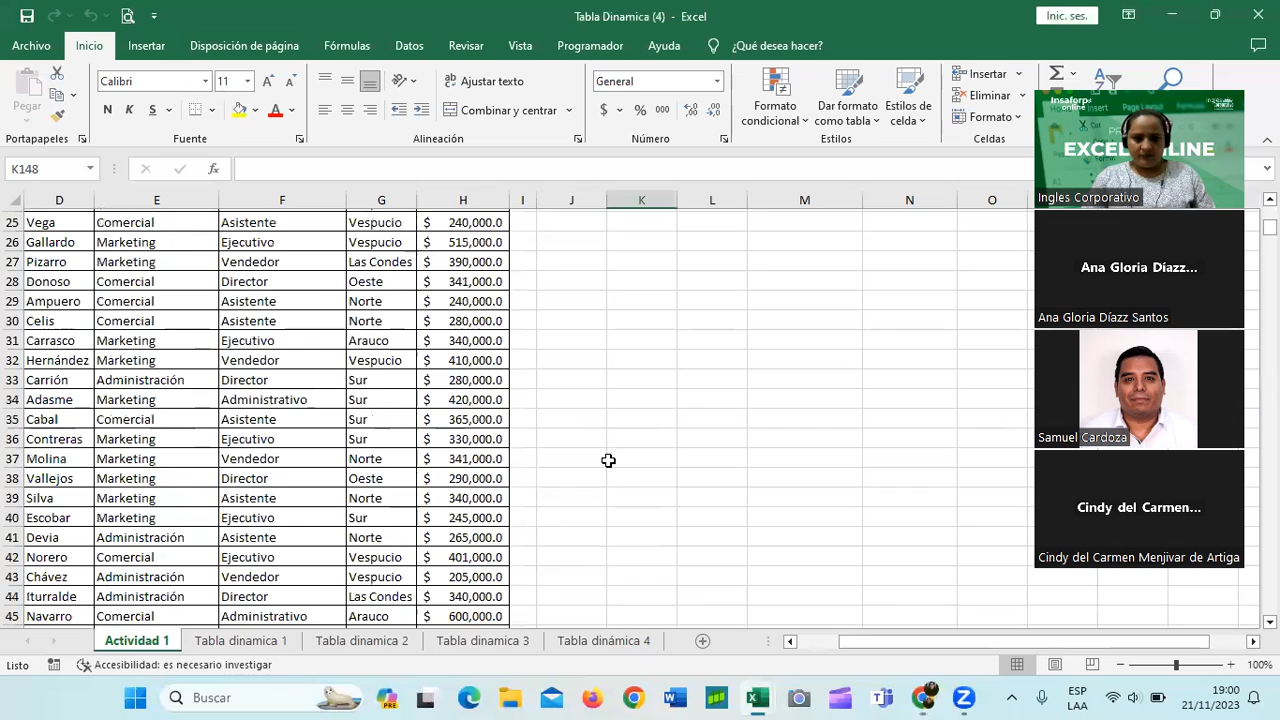 Tabla Dinamica (4) - Excel
Inic. ses.
Archivo Inicio Insertar Disposición de página Fórmulas Datos Revisar Vista Programador Ayuda ¿Qué desea hacer?
Pegar
Calibri 11
N K S
Ajustar texto
Combinar y centrar
General
$ % 000
Formato condicional
Dar formato como tabla
Estilos de celda
Insertar
Eliminar
Formato
Portapapeles Fuente Alineación Número Estilos Celdas
K148 fx
D E F G H I J K L M N O
25 Vega Comercial Asistente Vespucio $ 240,000.0
26 Gallardo Marketing Ejecutivo Vespucio $ 515,000.0
27 Pizarro Marketing Vendedor Las Condes $ 390,000.0
28 Donoso Comercial Director Oeste $ 341,000.0
29 Ampuero Comercial Asistente Norte $ 240,000.0
30 Celis Comercial Asistente Norte $ 280,000.0
31 Carrasco Marketing Ejecutivo Arauco $ 340,000.0
32 Hernández Marketing Vendedor Vespucio $ 410,000.0
33 Carrión Administración Director Sur $ 280,000.0
34 Adasme Marketing Administrativo Sur $ 420,000.0
35 Cabal Comercial Asistente Sur $ 365,000.0
36 Contreras Marketing Ejecutivo Sur $ 330,000.0
37 Molina Marketing Vendedor Norte $ 341,000.0
38 Vallejos Marketing Director Oeste $ 290,000.0
39 Silva Marketing Asistente Norte $ 340,000.0
40 Escobar Marketing Ejecutivo Sur $ 245,000.0
41 Devia Administración Asistente Norte $ 265,000.0
42 Norero Comercial Ejecutivo Vespucio $ 401,000.0
43 Chávez Administración Vendedor Vespucio $ 205,000.0
44 Iturralde Administración Director Las Condes $ 340,000.0
45 Navarro Comercial Administrativo Arauco $ 600,000.0
Insaforp online
EXCEL ONLINE
Ingles Corporativo
Ana Gloria Díazz...
Ana Gloria Díazz Santos
Samuel Cardoza
Cindy del Carmen...
Cindy del Carmen Menjivar de Artiga
Actividad 1 Tabla dinamica 1 Tabla dinamica 2 Tabla dinamica 3 Tabla dinámica 4
Listo Accesibilidad: es necesario investigar 100%
Buscar
ESP
LAA
19:00
21/11/2023